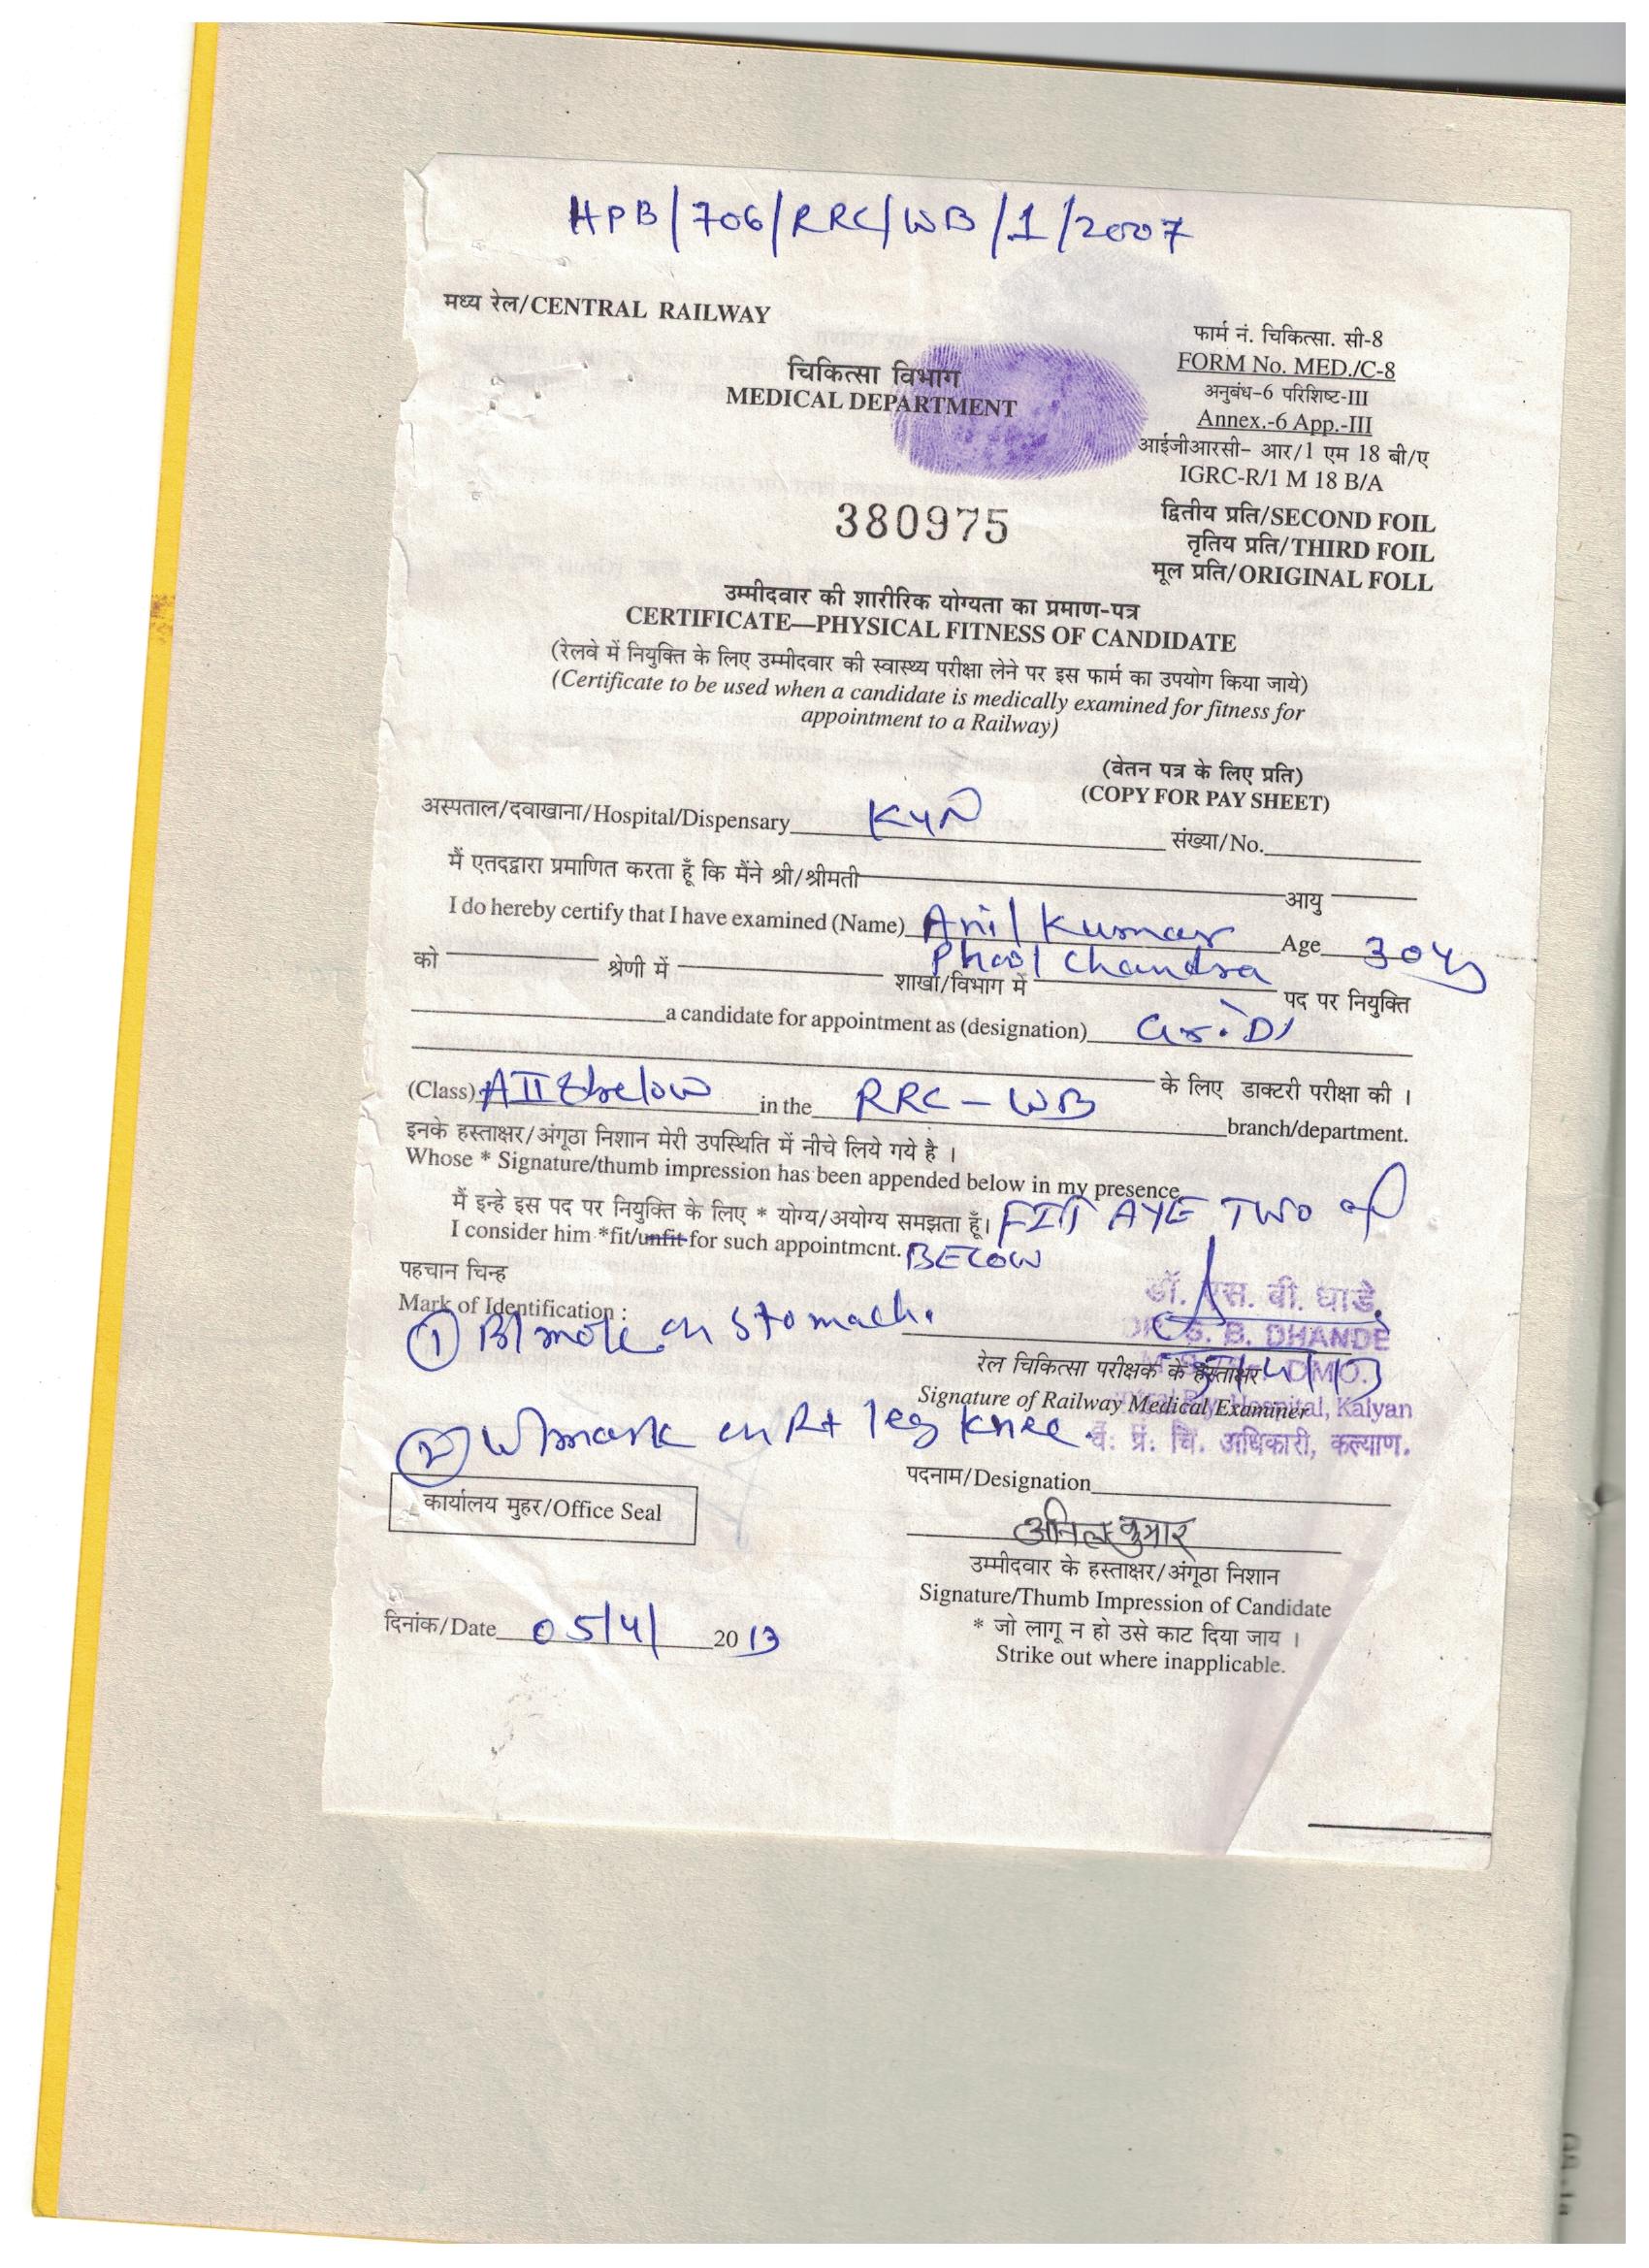 HPB/706/RRC/WB/1/2007
मध्य रेल/CENTRAL RAILWAY
फार्म नं. चिकित्सा. सी-8
FORM No. MED./C-8
चिकित्सा विभाग
MEDICAL DEPARTMENT
अनुबंध-6 परिशिष्ट-III
Annex.-6 App.-III
आईजीआरसी- आर/1 एम 18 बी/ए
IGRC-R/1 M 18 B/A
380975
द्वितीय प्रति/SECOND FOIL
तृतिय प्रति/THIRD FOIL
मूल प्रति/ORIGINAL FOLL
उम्मीदवार की शारीरिक योग्यता का प्रमाण-पत्र
CERTIFICATE—PHYSICAL FITNESS OF CANDIDATE
(रेलवे में नियुक्ति के लिए उम्मीदवार की स्वास्थ्य परीक्षा लेने पर इस फार्म का उपयोग किया जाये)
(Certificate to be used when a candidate is medically examined for fitness for
appointment to a Railway)
(वेतन पत्र के लिए प्रति)
(COPY FOR PAY SHEET)
अस्पताल/दवाखाना/Hospital/Dispensary KYN संख्या/No.
मैं एतदद्वारा प्रमाणित करता हूँ कि मैंने श्री/श्रीमती आयु
I do hereby certify that I have examined (Name) Anil Kumar Age 30
Phool Chandra
को श्रेणी में शाखा/विभाग में पद पर नियुक्ति
a candidate for appointment as (designation) Gr. 'D'
के लिए डाक्टरी परीक्षा की ।
(Class) A II & below in the RRC - WB branch/department.
इनके हस्ताक्षर/अंगूठा निशान मेरी उपस्थिति में नीचे लिये गये है ।
Whose * Signature/thumb impression has been appended below in my presence
मैं इन्हे इस पद पर नियुक्ति के लिए * योग्य/अयोग्य समझता हूँ। FIT AYE TWO of
I consider him *fit/unfit for such appointment. BELOW
पहचान चिन्ह
Mark of Identification :
① Bl mole on stomach.
डॉ. एस. बी. धाडे
DR. S. B. DHANDE
DMO.
रेल चिकित्सा परीक्षक के हस्ताक्षर
Signature of Railway Medical Examiner
Hospital, Kalyan
② W/mark on Rt leg knee.
वे. प्रं. चि. अधिकारी, कल्याण.
पदनाम/Designation
कार्यालय मुहर/Office Seal
अनिल कुमार
उम्मीदवार के हस्ताक्षर/अंगूठा निशान
Signature/Thumb Impression of Candidate
दिनांक/Date 05/4/ 2013
* जो लागू न हो उसे काट दिया जाय ।
Strike out where inapplicable.